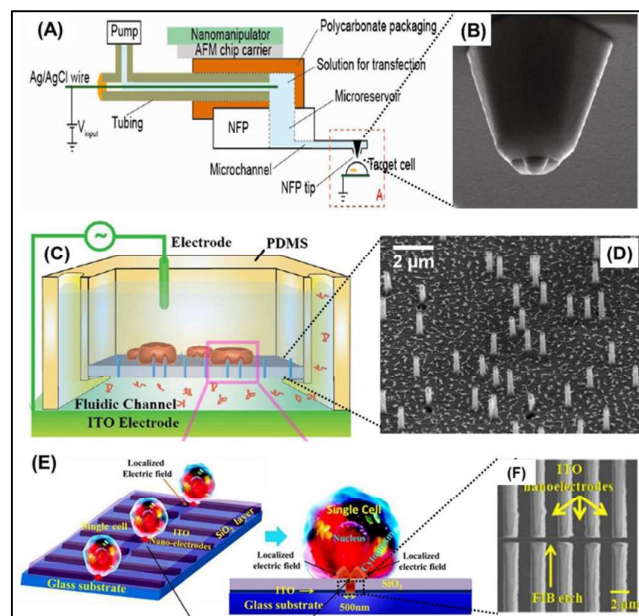 (A)
Pump
Nanomanipulator
AFM chip carrier
Polycarbonate packaging
Ag/AgCl wire
Solution for transfection
Microreservoir
Vinput
Tubing
NFP
Microchannel
NFP tip
Target cell
A
(B)
(C)
Electrode
PDMS
Fluidic Channel
ITO Electrode
2 μm
(D)
(E)
Localized
Electric field
Single cell
ITO
Nano-electrodes
SiO2 layer
Glass substrate
Single Cell
Nucleus
Cytoplasm
Localized
electric field
Localized
electric field
ITO
SiO2
Glass substrate
500nm
(F)
ITO
nanoelectrodes
FIB etch
2 μm